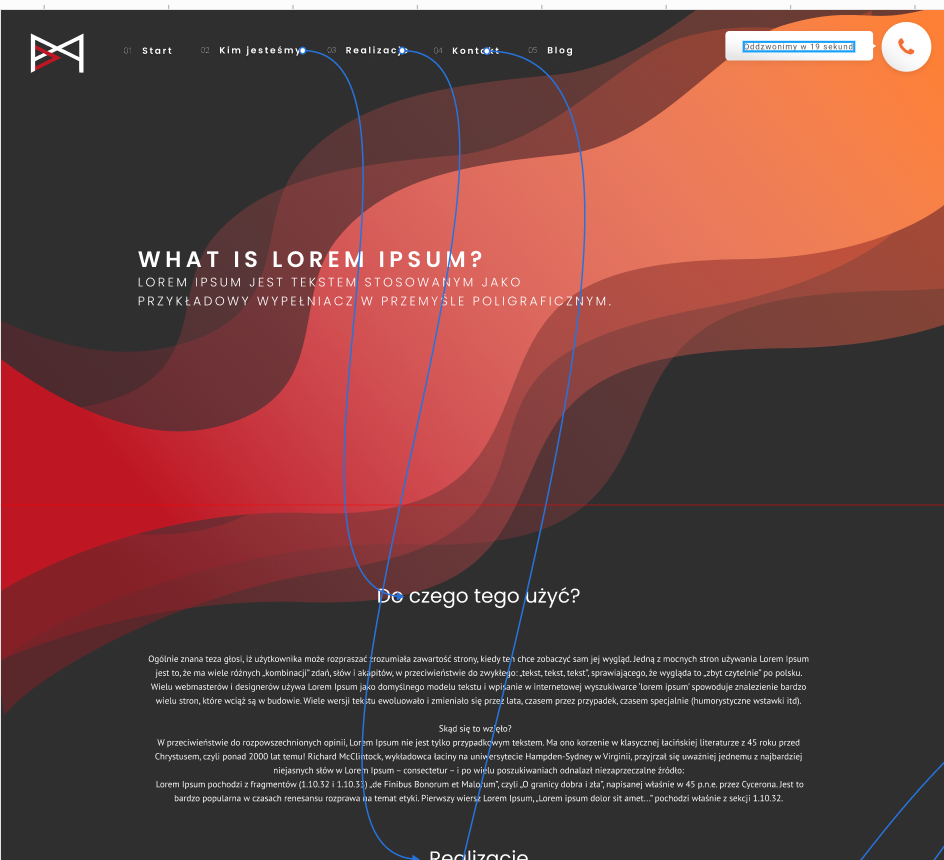 01 Start 02 Kim jesteśmy 03 Realizacje 04 Kontakt 05 Blog
Oddzwonimy w 19 sekund
WHAT IS LOREM IPSUM?
LOREM IPSUM JEST TEKSTEM STOSOWANYM JAKO
PRZYKŁADOWY WYPEŁNIACZ W PRZEMYŚLE POLIGRAFICZNYM.
Do czego tego użyć?
Ogólnie znana teza głosi, iż użytkownika może rozpraszać zrozumiała zawartość strony, kiedy ten chce zobaczyć sam jej wygląd. Jedną z mocnych stron używania Lorem Ipsum
jest to, że ma wiele różnych „kombinacji" zdań, słów i akapitów, w przeciwieństwie do zwykłego: „tekst, tekst, tekst", sprawiającego, że wygląda to „zbyt czytelnie" po polsku.
Wielu webmasterów i designerów używa Lorem Ipsum jako domyślnego modelu tekstu i wpisanie w internetowej wyszukiwarce 'lorem ipsum' spowoduje znalezienie bardzo
wielu stron, które wciąż są w budowie. Wiele wersji tekstu ewoluowało i zmieniało się przez lata, czasem przez przypadek, czasem specjalnie (humorystyczne wstawki itd).
Skąd się to wzięło?
W przeciwieństwie do rozpowszechnionych opinii, Lorem Ipsum nie jest tylko przypadkowym tekstem. Ma ono korzenie w klasycznej łacińskiej literaturze z 45 roku przed
Chrystusem, czyli ponad 2000 lat temu! Richard McClintock, wykładowca łaciny na uniwersytecie Hampden-Sydney w Virginii, przyjrzał się uważniej jednemu z najbardziej
niejasnych słów w Lorem Ipsum – consectetur – i po wielu poszukiwaniach odnalazł niezaprzeczalne źródło:
Lorem Ipsum pochodzi z fragmentów (1.10.32 i 1.10.33) „de Finibus Bonorum et Malorum", czyli „O granicy dobra i zła", napisanej właśnie w 45 p.n.e. przez Cycerona. Jest to
bardzo popularna w czasach renesansu rozprawa na temat etyki. Pierwszy wiersz Lorem Ipsum, „Lorem ipsum dolor sit amet..." pochodzi właśnie z sekcji 1.10.32.
Realizacje